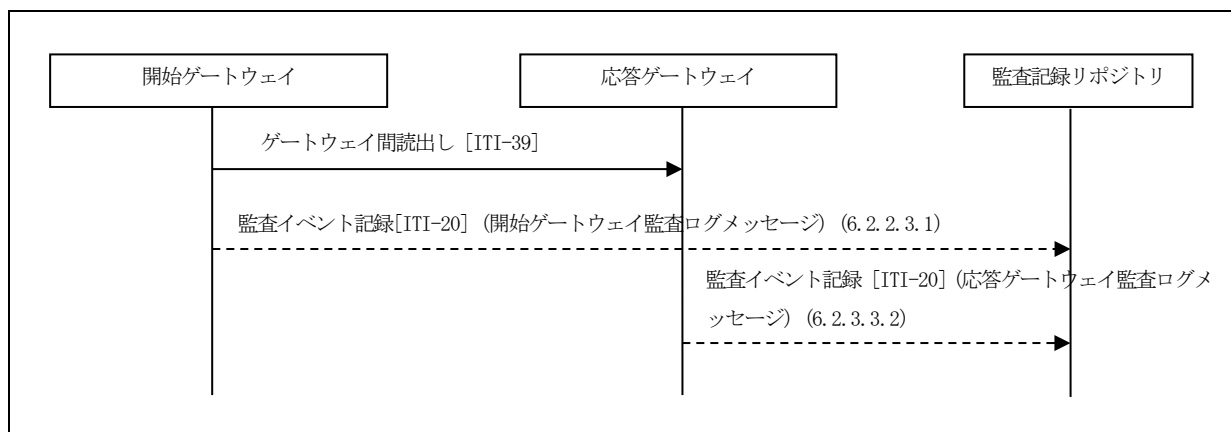 開始ゲートウェイ
応答ゲートウェイ
監査記録リポジトリ
ゲートウェイ間読出し [ITI-39]
監査イベント記録[ITI-20] (開始ゲートウェイ監査ログメッセージ) (6.2.2.3.1)
監査イベント記録 [ITI-20] (応答ゲートウェイ監査ログメ
ッセージ) (6.2.3.3.2)